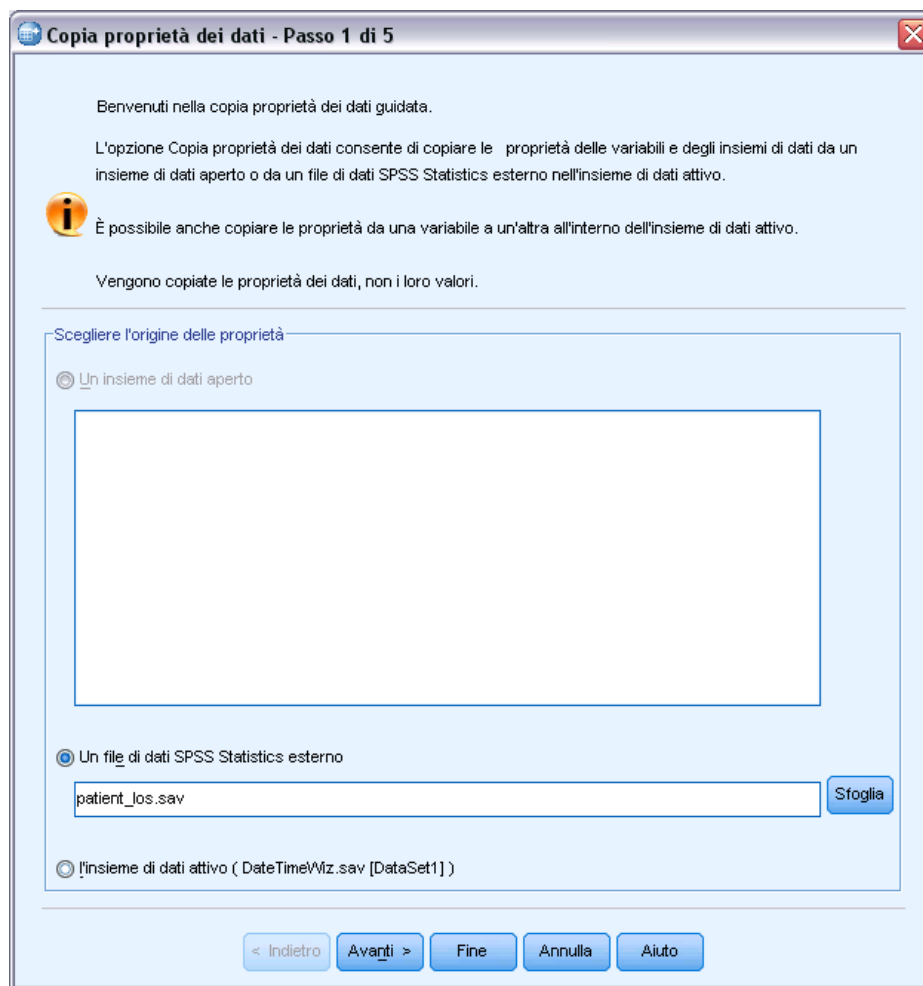 Copia proprietà dei dati - Passo 1 di 5
Benvenuti nella copia proprietà dei dati guidata.
L'opzione Copia proprietà dei dati consente di copiare le proprietà delle variabili e degli insiemi di dati da un
insieme di dati aperto o da un file di dati SPSS Statistics esterno nell'insieme di dati attivo.
È possibile anche copiare le proprietà da una variabile a un'altra all'interno dell'insieme di dati attivo.
Vengono copiate le proprietà dei dati, non i loro valori.
Scegliere l'origine delle proprietà
Un insieme di dati aperto
Un file di dati SPSS Statistics esterno
patient_los.sav
Sfoglia
l'insieme di dati attivo ( DateTimeWiz.sav [DataSet1] )
< Indietro
Avanti >
Fine
Annulla
Aiuto